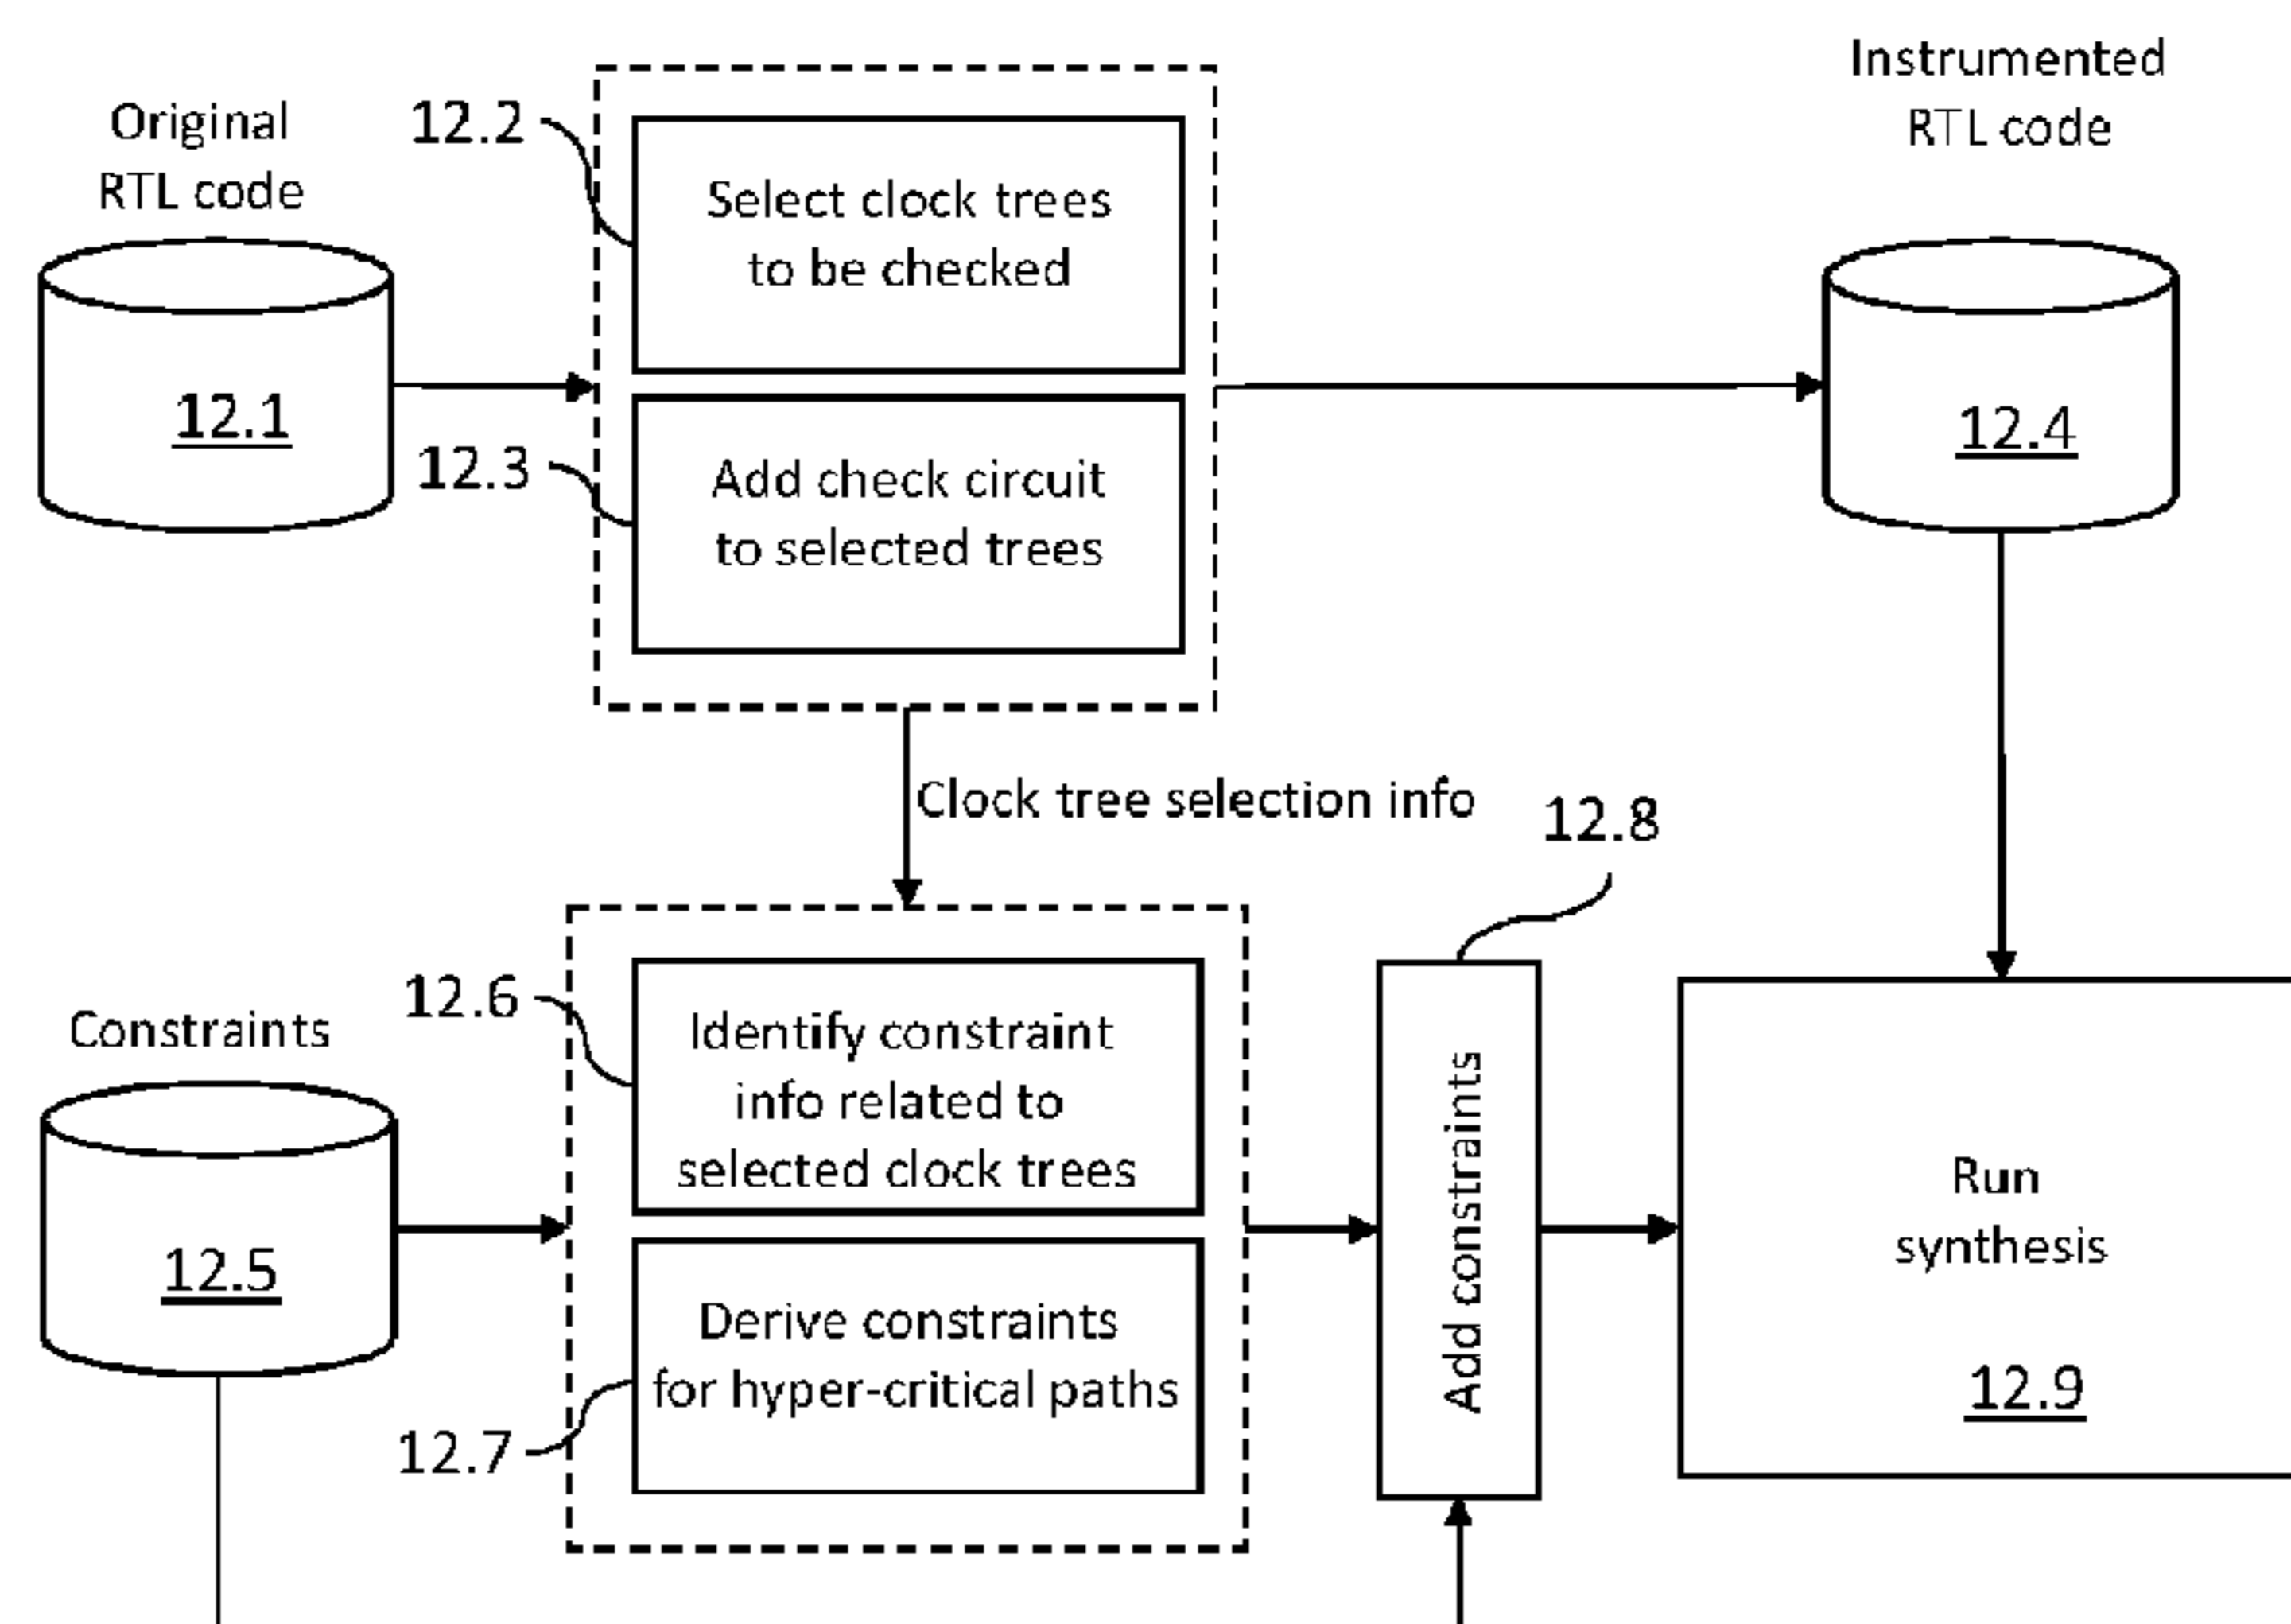 Original
RTL code
12.1
12.2
Select clock trees
to be checked
12.3
Add check circuit
to selected trees
Instrumented
RTL code
12.4
Clock tree selection info
12.8
Constraints
12.5
12.6
Identify constraint
info related to
selected clock trees
12.7
Derive constraints
for hyper-critical paths
Add constraints
Run
synthesis
12.9